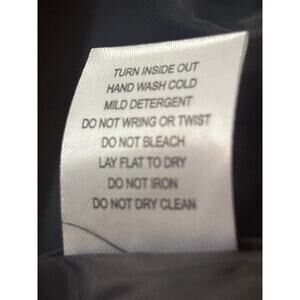 TURN INSIDE OUT
HAND WASH COLD
MILD DETERGENT
DO NOT WRING OR TWIST
DO NOT BLEACH
LAY FLAT TO DRY
DO NOT IRON
DO NOT DRY CLEAN